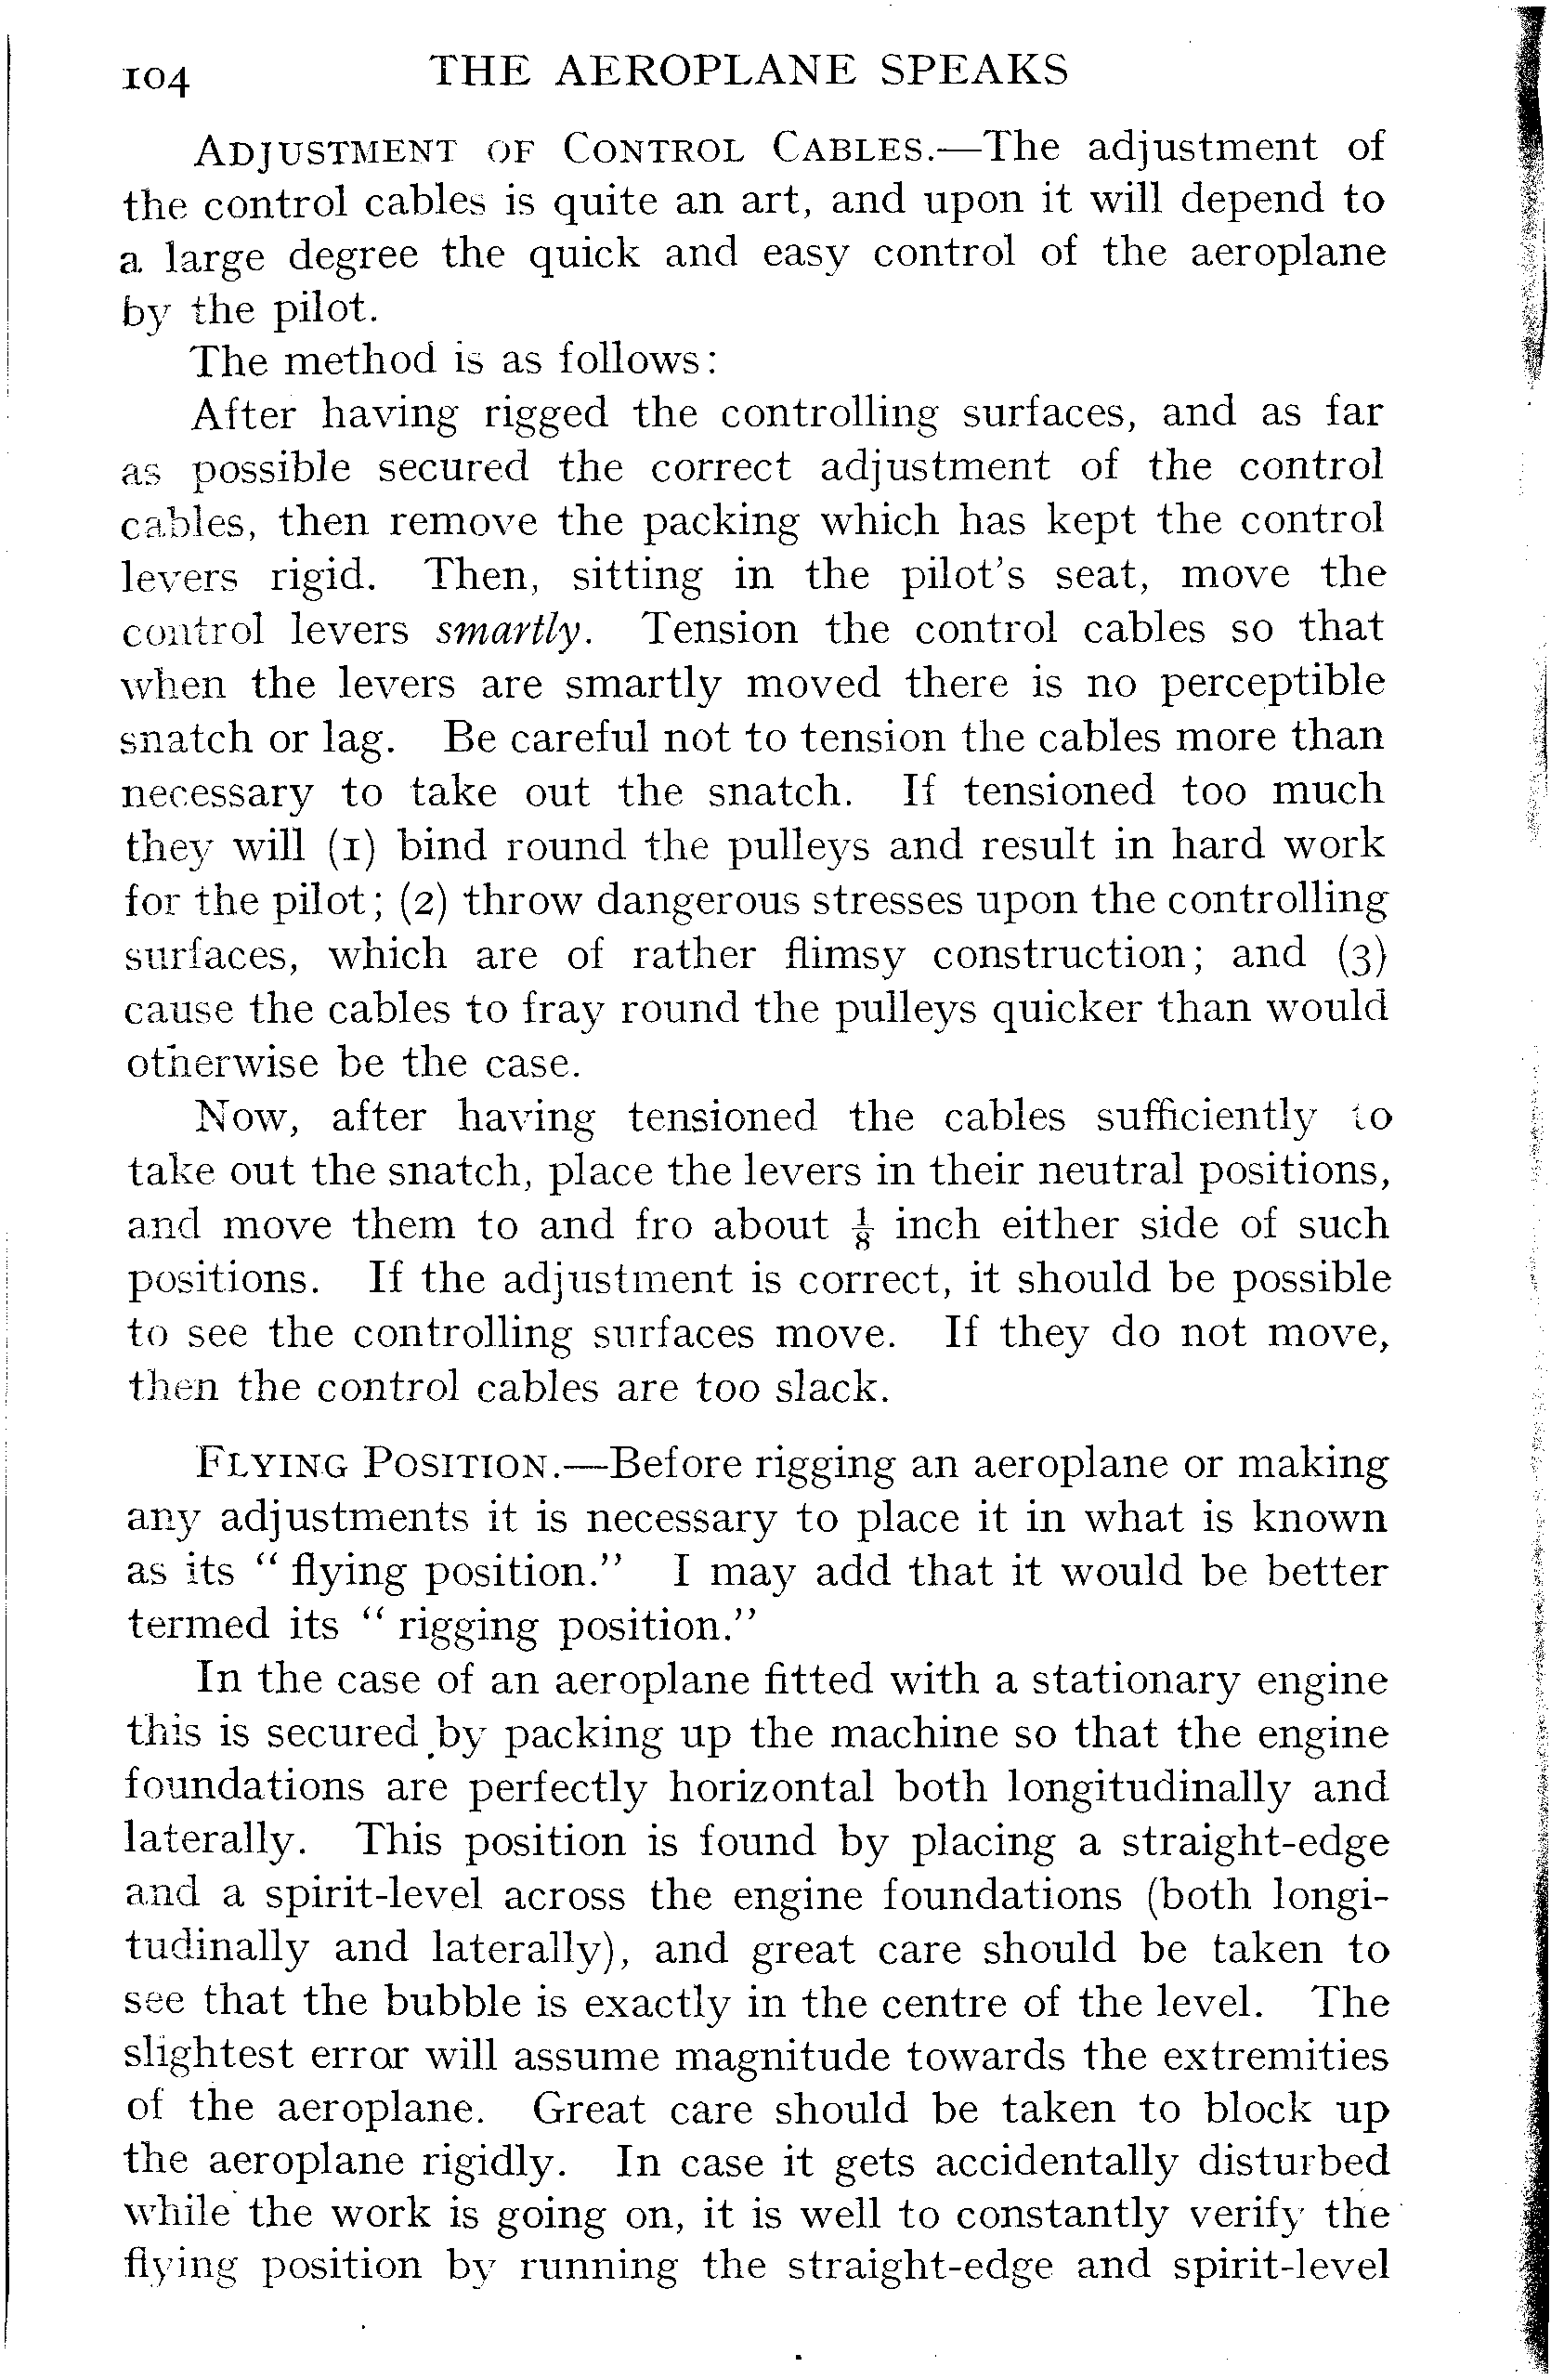 104 THE AEROPLANE SPEAKS
ADJUSTMENT OF CONTROL CABLES.—The adjustment of
the control cables is quite an art, and upon it will depend to
a large degree the quick and easy control of the aeroplane
by the pilot.
The method is as follows:
After having rigged the controlling surfaces, and as far
as possible secured the correct adjustment of the control
cables, then remove the packing which has kept the control
levers rigid. Then, sitting in the pilot's seat, move the
control levers smartly. Tension the control cables so that
when the levers are smartly moved there is no perceptible
snatch or lag. Be careful not to tension the cables more than
necessary to take out the snatch. If tensioned too much
they will (1) bind round the pulleys and result in hard work
for the pilot; (2) throw dangerous stresses upon the controlling
surfaces, which are of rather flimsy construction; and (3)
cause the cables to fray round the pulleys quicker than would
otherwise be the case.
Now, after having tensioned the cables sufficiently to
take out the snatch, place the levers in their neutral positions,
and move them to and fro about ⅛ inch either side of such
positions. If the adjustment is correct, it should be possible
to see the controlling surfaces move. If they do not move,
then the control cables are too slack.
FLYING POSITION.—Before rigging an aeroplane or making
any adjustments it is necessary to place it in what is known
as its "flying position." I may add that it would be better
termed its "rigging position."
In the case of an aeroplane fitted with a stationary engine
this is secured by packing up the machine so that the engine
foundations are perfectly horizontal both longitudinally and
laterally. This position is found by placing a straight-edge
and a spirit-level across the engine foundations (both longi-
tudinally and laterally), and great care should be taken to
see that the bubble is exactly in the centre of the level. The
slightest error will assume magnitude towards the extremities
of the aeroplane. Great care should be taken to block up
the aeroplane rigidly. In case it gets accidentally disturbed
while the work is going on, it is well to constantly verify the
flying position by running the straight-edge and spirit-level